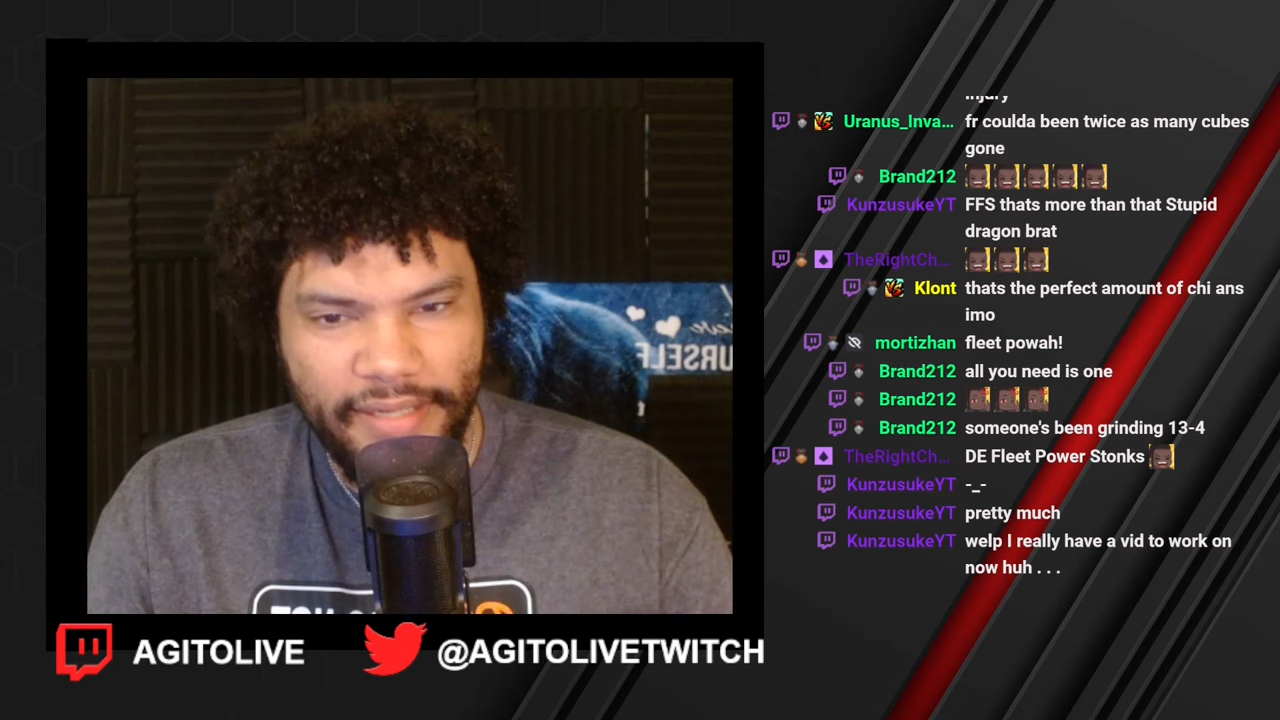 Uranus_Inva... fr coulda been twice as many cubes
gone
Brand212
KunzusukeYT FFS thats more than that Stupid
dragon brat
TheRightCh...
Klont thats the perfect amount of chi ans
imo
mortizhan fleet powah!
Brand212 all you need is one
Brand212
Brand212 someone's been grinding 13-4
TheRightCh... DE Fleet Power Stonks
KunzusukeYT -_-
KunzusukeYT pretty much
KunzusukeYT welp I really have a vid to work on
now huh . . .
URSELF
AGITOLIVE @AGITOLIVETWITCH